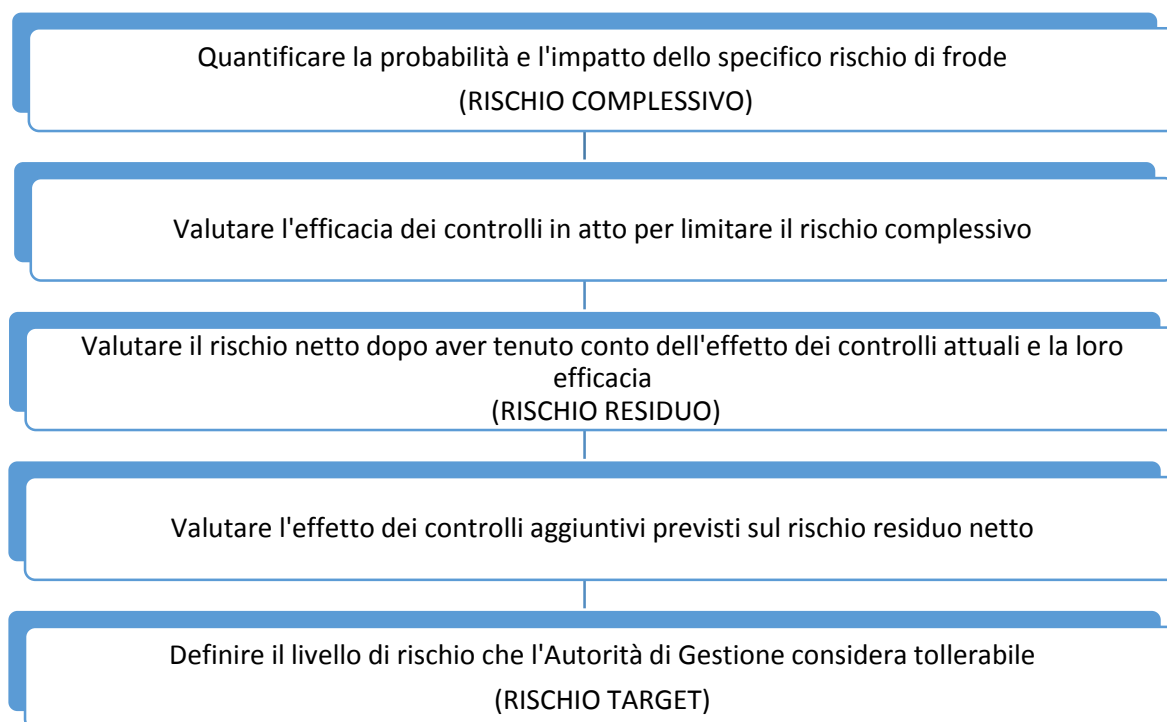 Quantificare la probabilità e l'impatto dello specifico rischio di frode
(RISCHIO COMPLESSIVO)
Valutare l'efficacia dei controlli in atto per limitare il rischio complessivo
Valutare il rischio netto dopo aver tenuto conto dell'effetto dei controlli attuali e la loro
efficacia
(RISCHIO RESIDUO)
Valutare l'effetto dei controlli aggiuntivi previsti sul rischio residuo netto
Definire il livello di rischio che l'Autorità di Gestione considera tollerabile
(RISCHIO TARGET)